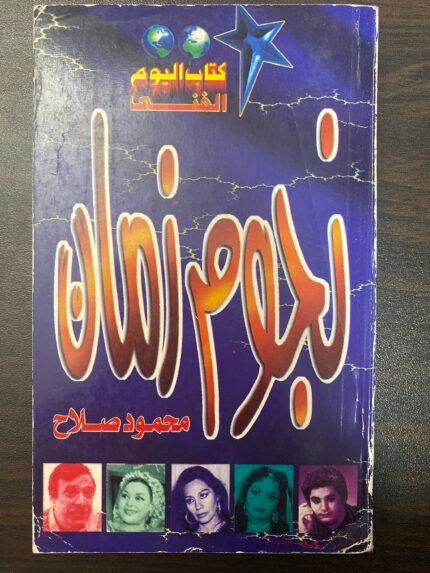 كتاب اليوم
الفنى
نجوم زمان
محمود صلاح